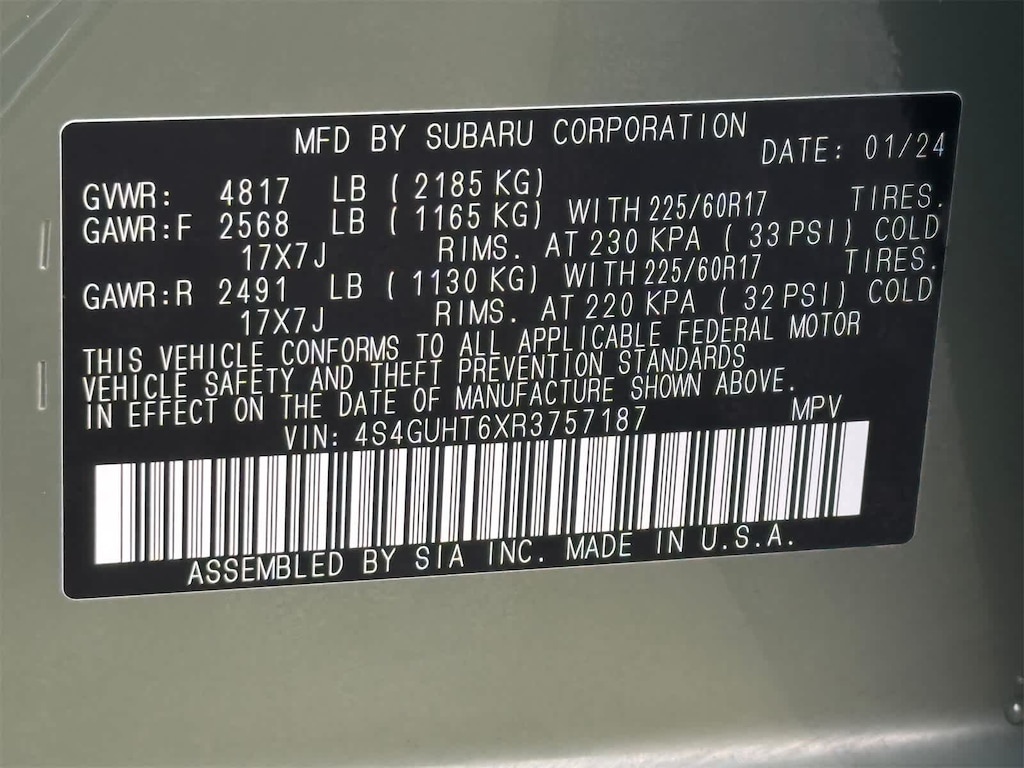 MFD BY SUBARU CORPORATION DATE: 01/24
GVWR: 4817 LB ( 2185 KG)
GAWR:F 2568 LB ( 1165 KG) WITH 225/60R17 TIRES.
17X7J RIMS. AT 230 KPA ( 33 PSI) COLD
GAWR:R 2491 LB ( 1130 KG) WITH 225/60R17 TIRES.
17X7J RIMS. AT 220 KPA ( 32 PSI) COLD
THIS VEHICLE CONFORMS TO ALL APPLICABLE FEDERAL MOTOR
VEHICLE SAFETY AND THEFT PREVENTION STANDARDS
IN EFFECT ON THE DATE OF MANUFACTURE SHOWN ABOVE.
VIN: 4S4GUHT6XR3757187 MPV
ASSEMBLED BY SIA INC. MADE IN U.S.A.